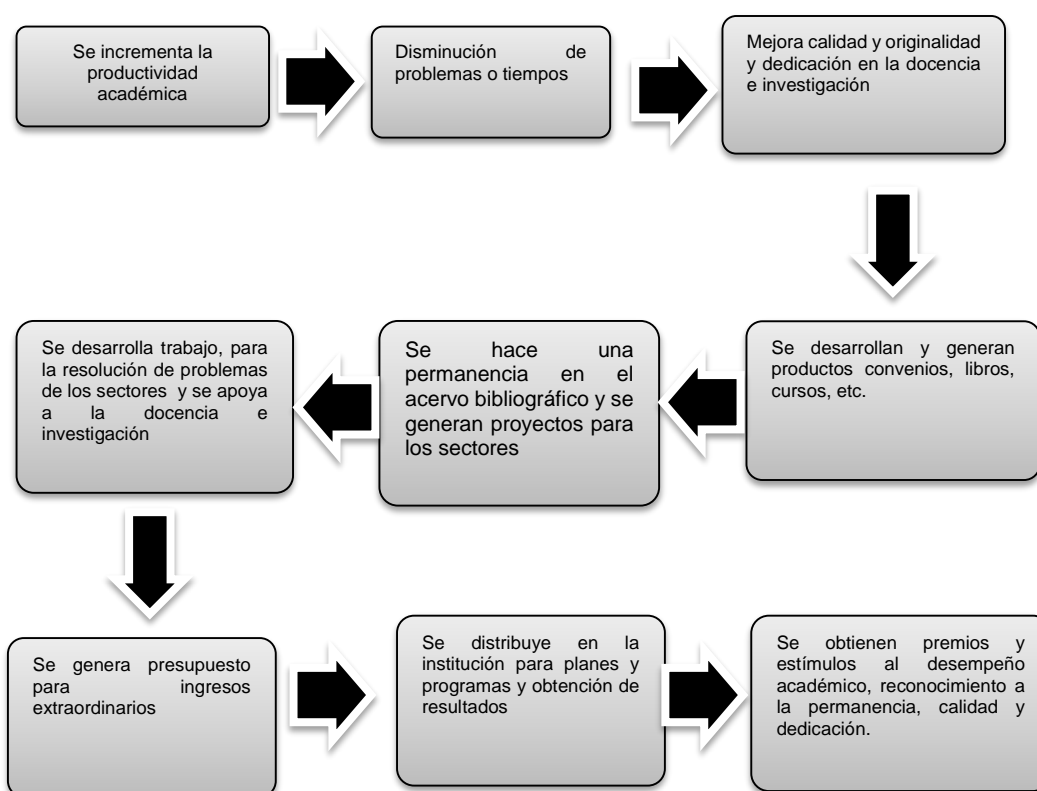 Se incrementa la
productividad
académica
Disminución de
problemas o tiempos
Mejora calidad y originalidad
y dedicación en la docencia
e investigación
Se desarrollan y generan
productos convenios, libros,
cursos, etc.
Se hace una
permanencia en el
acervo bibliográfico y se
generan proyectos para
los sectores
Se desarrolla trabajo, para
la resolución de problemas
de los sectores y se apoya
a la docencia e
investigación
Se genera presupuesto
para ingresos
extraordinarios
Se distribuye en la
institución para planes y
programas y obtención de
resultados
Se obtienen premios y
estímulos al desempeño
académico, reconocimiento a
la permanencia, calidad y
dedicación.